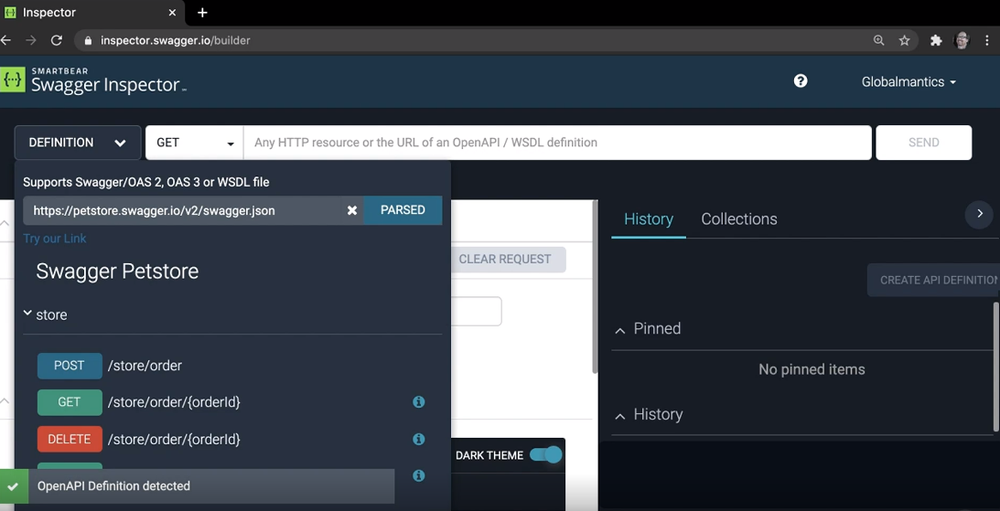 Inspector
inspector.swagger.io/builder
SMARTBEAR
Swagger Inspector
Globalmantics
DEFINITION
GET
Any HTTP resource or the URL of an OpenAPI / WSDL definition
SEND
Supports Swagger/OAS 2, OAS 3 or WSDL file
https://petstore.swagger.io/v2/swagger.json
PARSED
Try our Link
Swagger Petstore
store
POST /store/order
GET /store/order/{orderId}
DELETE /store/order/{orderId}
OpenAPI Definition detected
CLEAR REQUEST
DARK THEME
History Collections
CREATE API DEFINITION
Pinned
No pinned items
History